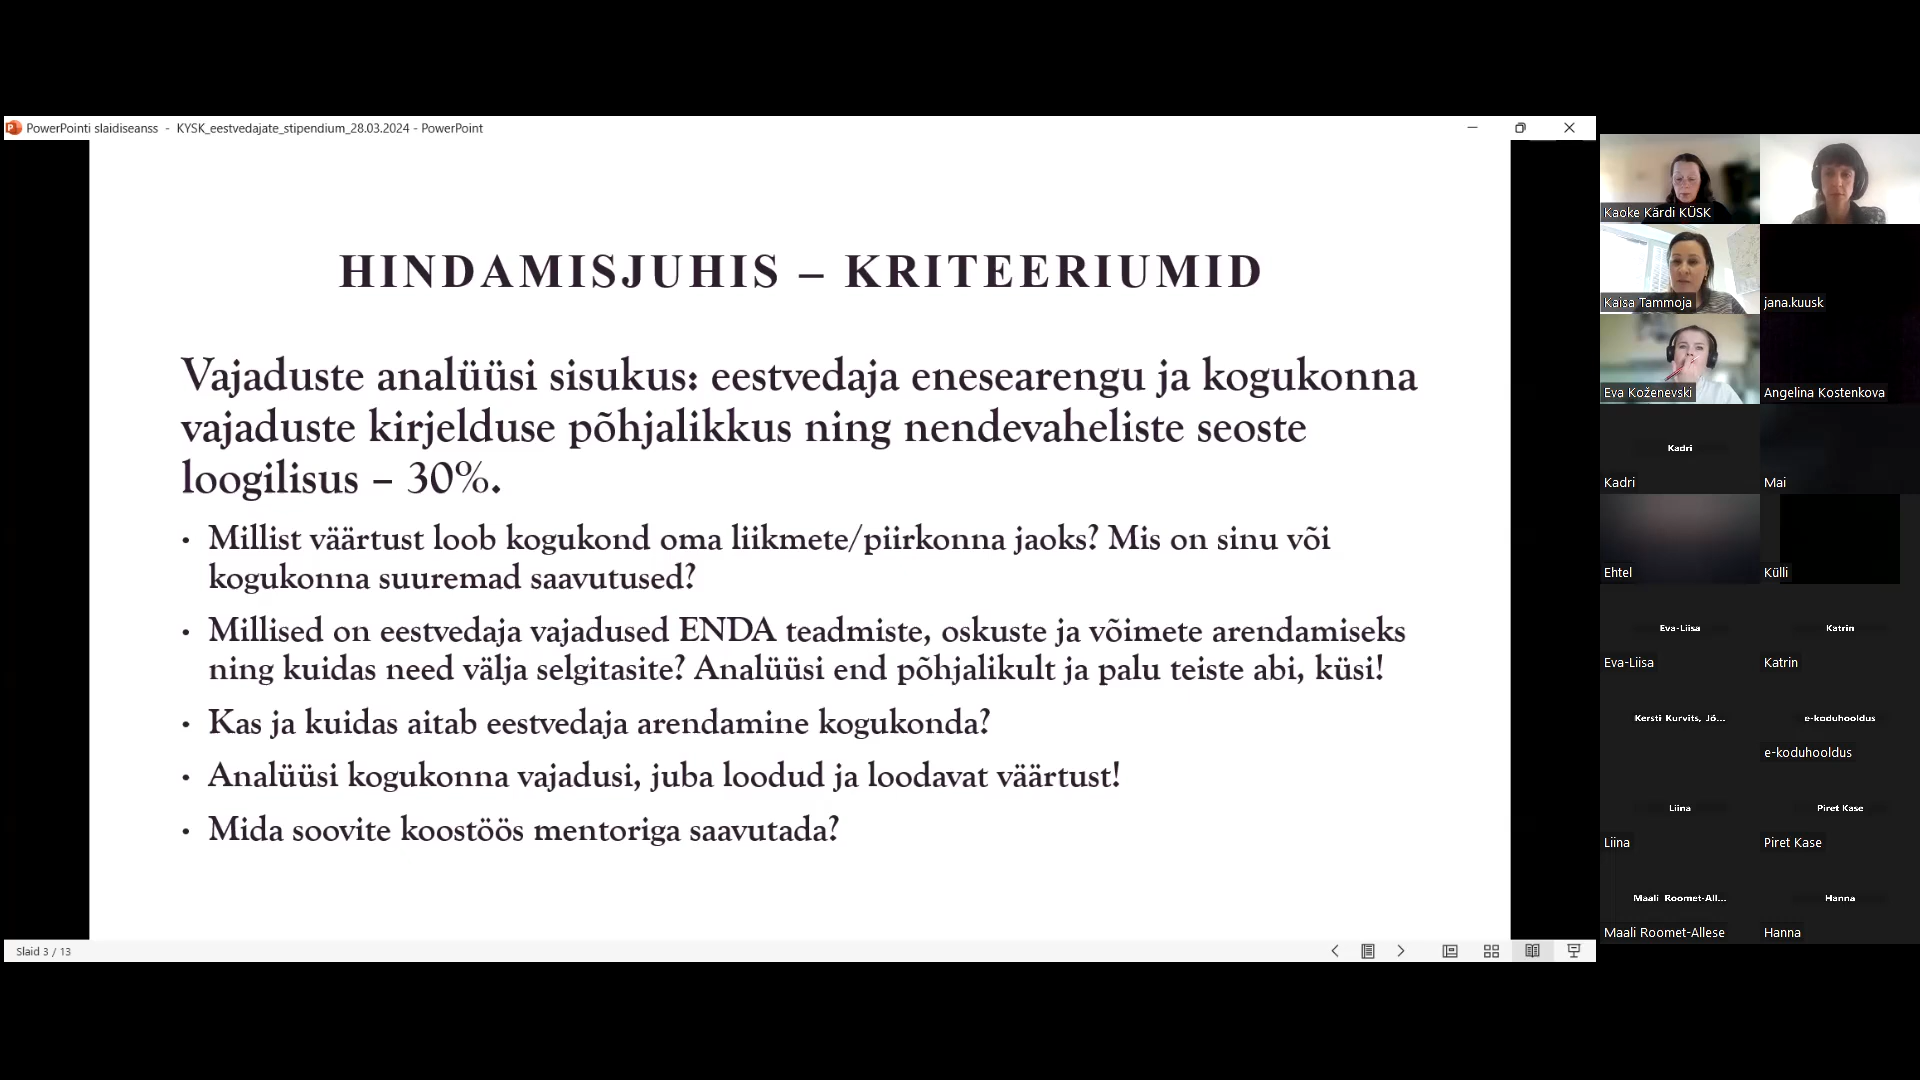 PowerPointi slaidiseanss - KYSK_eestvedajate_stipendium_28.03.2024 - PowerPoint
HINDAMISJUHIS – KRITEERIUMID
Vajaduste analüüsi sisukus: eestvedaja enesearengu ja kogukonna
vajaduste kirjelduse põhjalikkus ning nendevaheliste seoste
loogilisus – 30%.
• Millist väärtust loob kogukond oma liikmete/piirkonna jaoks? Mis on sinu või
kogukonna suuremad saavutused?
• Millised on eestvedaja vajadused ENDA teadmiste, oskuste ja võimete arendamiseks
ning kuidas need välja selgitasite? Analüüsi end põhjalikult ja palu teiste abi, küsi!
• Kas ja kuidas aitab eestvedaja arendamine kogukonda?
• Analüüsi kogukonna vajadusi, juba loodud ja loodavat väärtust!
• Mida soovite koostöös mentoriga saavutada?
Slaid 3 / 13
Kaoke Kärdi KÜSK
Kaisa Tammoja
jana.kuusk
Eva Koženevski
Angelina Kostenkova
Kadri
Kadri
Mai
Ehtel
Külli
Eva-Liisa
Katrin
Eva-Liisa
Katrin
Kersti Kurvits, Jó...
e-koduhooldus
e-koduhooldus
Liina
Piret Kase
Liina
Piret Kase
Maali Roomet-All...
Hanna
Maali Roomet-Allese
Hanna